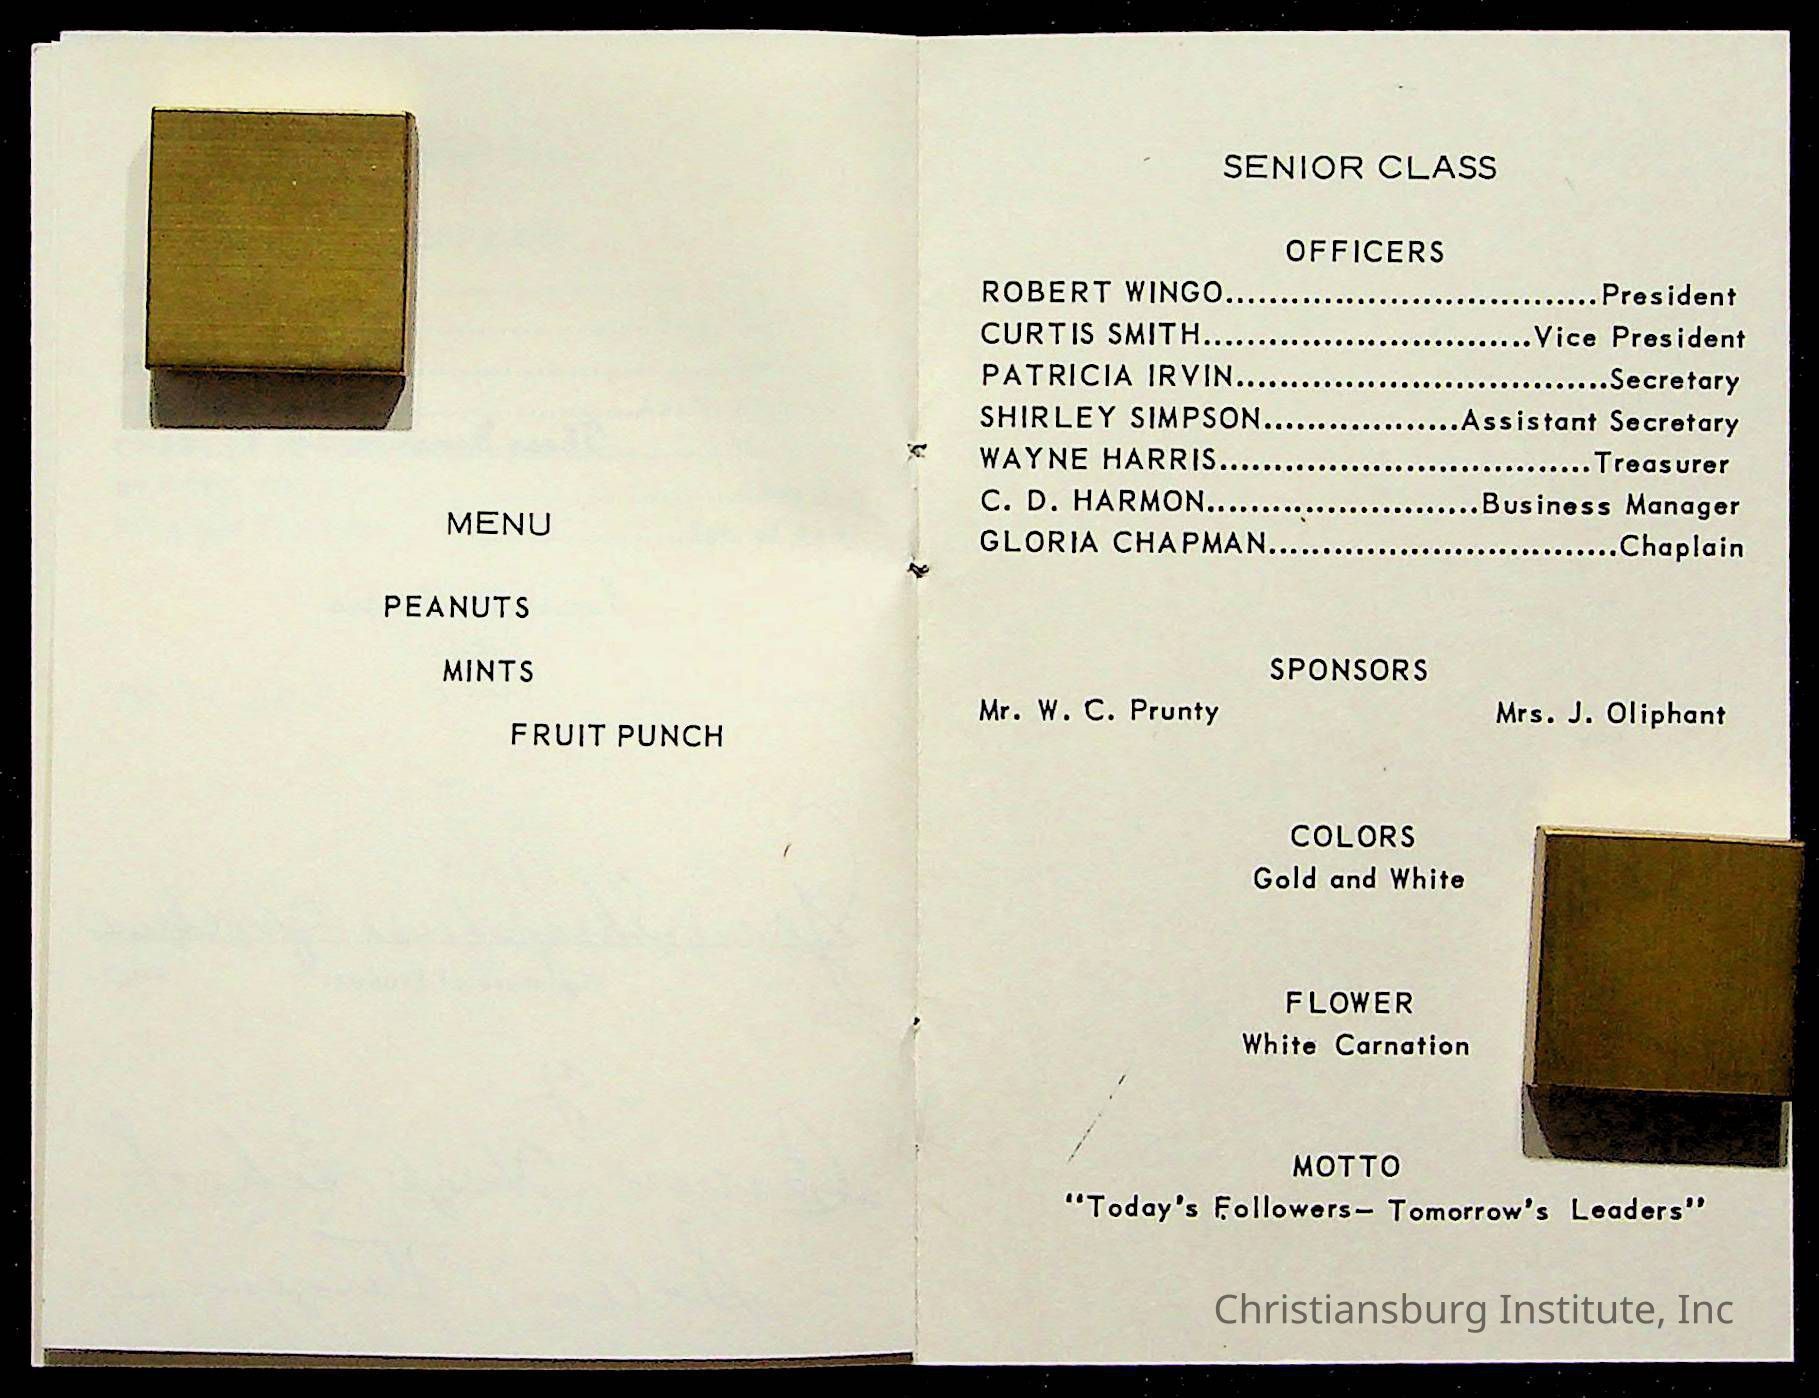 MENU
PEANUTS
MINTS
FRUIT PUNCH
SENIOR CLASS
OFFICERS
ROBERT WINGO..................................President
CURTIS SMITH..............................Vice President
PATRICIA IRVIN..................................Secretary
SHIRLEY SIMPSON..................Assistant Secretary
WAYNE HARRIS..................................Treasurer
C. D. HARMON.........................Business Manager
GLORIA CHAPMAN................................Chaplain
SPONSORS
Mr. W. C. Prunty Mrs. J. Oliphant
COLORS
Gold and White
FLOWER
White Carnation
MOTTO
“Today's Followers— Tomorrow's Leaders”
Christiansburg Institute, Inc